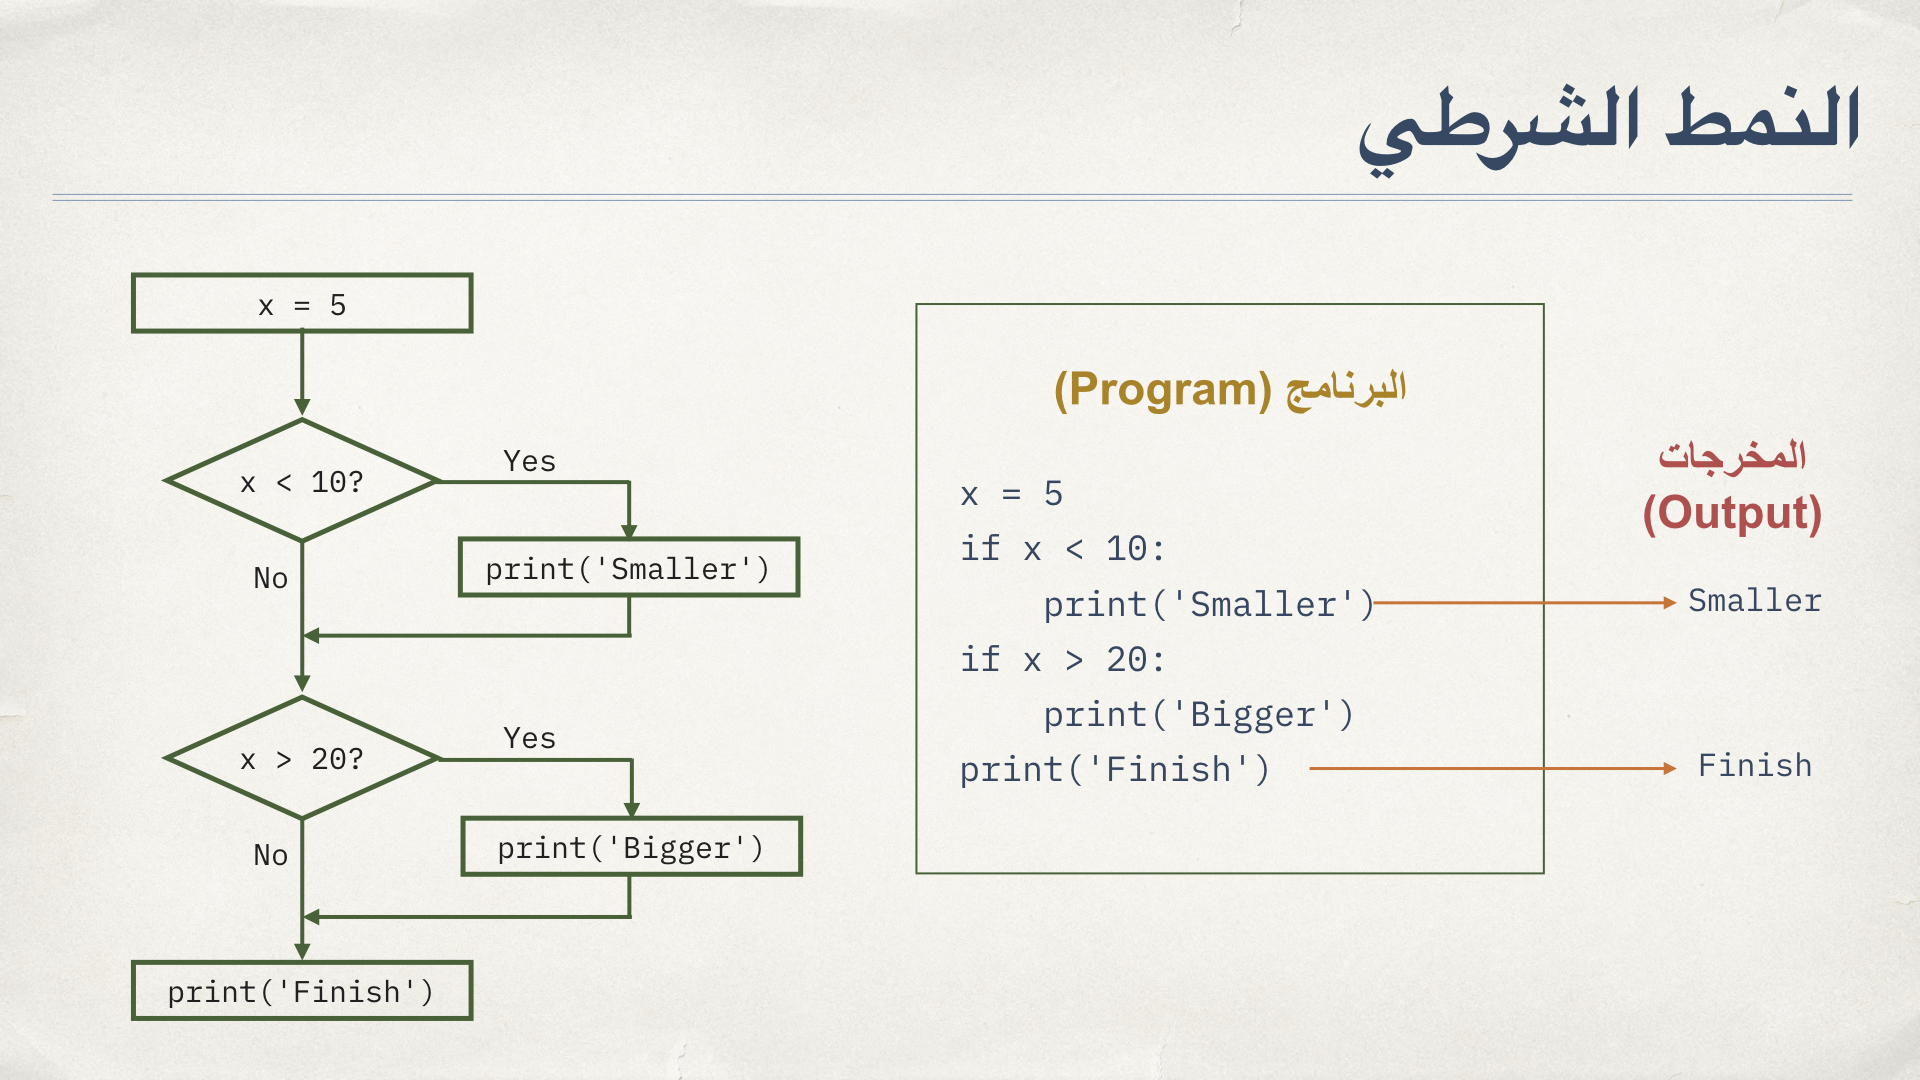 النمط الشرطي
x = 5
x < 10?
Yes
print('Smaller')
No
x > 20?
Yes
print('Bigger')
No
print('Finish')
البرنامج (Program)
x = 5
if x < 10:
    print('Smaller')
if x > 20:
    print('Bigger')
print('Finish')
المخرجات
(Output)
Smaller
Finish